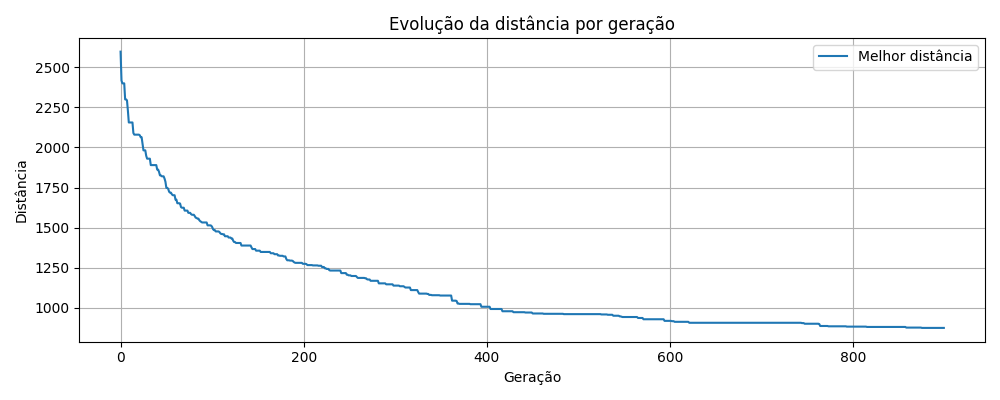 Evolução da distância por geração
Melhor distância
Distância
2500
2250
2000
1750
1500
1250
1000
0 200 400 600 800
Geração